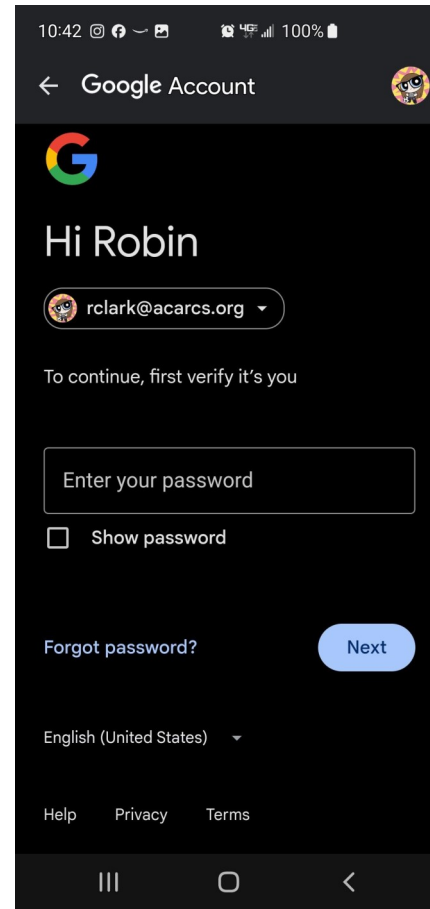 10:42 4GE 100%
Google Account
Hi Robin
rclark@acarcs.org
To continue, first verify it's you
Enter your password
Show password
Forgot password?
Next
English (United States)
Help Privacy Terms